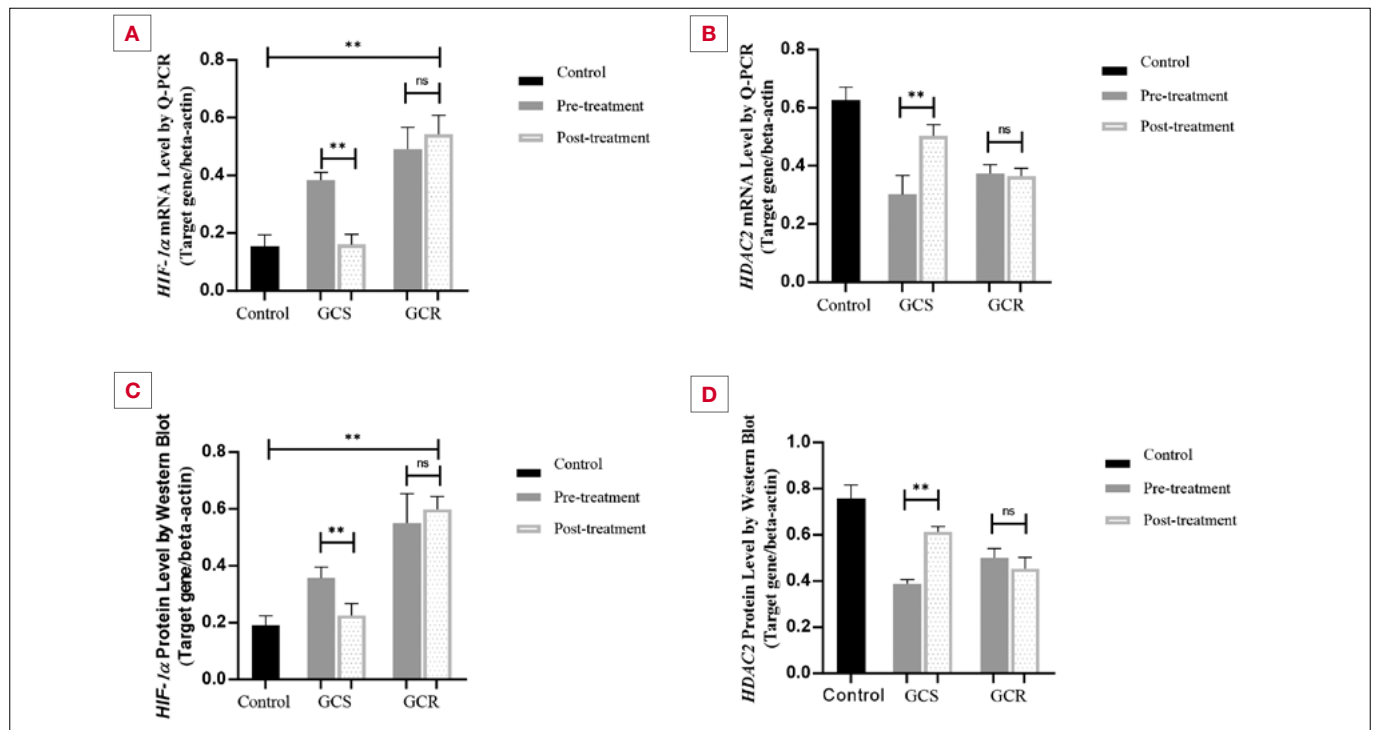 A
HIF-1α mRNA Level by Q-PCR
(Target gene/beta-actin)
0.8
0.6
0.4
0.2
0.0
**
**
ns
Control
GCS
GCR
Control
Pre-treatment
Post-treatment
B
HDAC2 mRNA Level by Q-PCR
(Target gene/beta-actin)
0.8
0.6
0.4
0.2
0.0
**
ns
Control
GCS
GCR
Control
Pre-treatment
Post-treatment
C
HIF-1α Protein Level by Western Blot
(Target gene/beta-actin)
0.8
0.6
0.4
0.2
0.0
**
**
ns
Control
GCS
GCR
Control
Pre-treatment
Post-treatment
D
HDAC2 Protein Level by Western Blot
(Target gene/beta-actin)
1.0
0.8
0.6
0.4
0.2
0.0
**
ns
Control
GCS
GCR
Control
Pre-treatment
Post-treatment